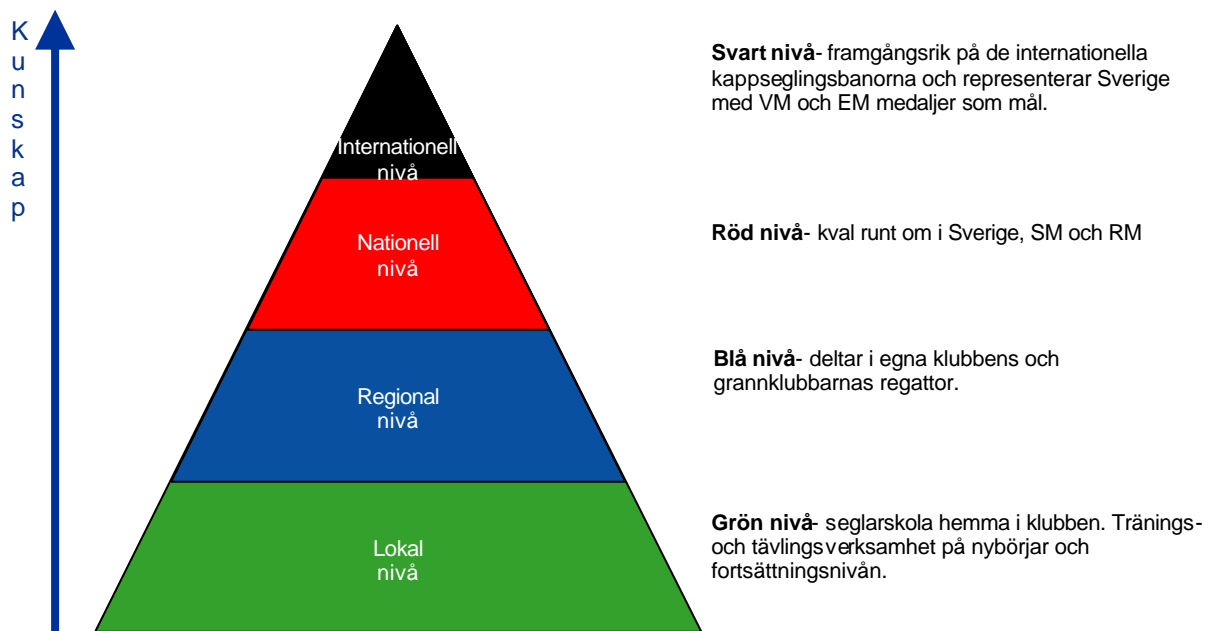 Kunskap
Svart nivå- framgångsrik på de internationella
kappseglingsbanorna och representerar Sverige
med VM och EM medaljer som mål.
Internationell
nivå
Nationell
nivå
Röd nivå- kval runt om i Sverige, SM och RM
Regional
nivå
Blå nivå- deltar i egna klubbens och
grannklubbarnas regattor.
Lokal
nivå
Grön nivå- seglarskola hemma i klubben. Tränings-
och tävlingsverksamhet på nybörjar och
fortsättningsnivån.